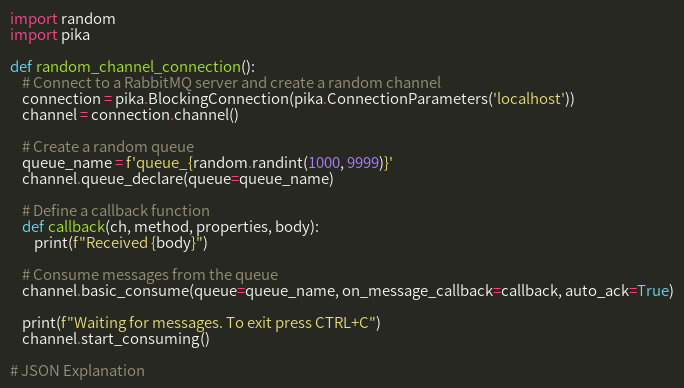 import random
import pika
def random_channel_connection():
# Connect to a RabbitMQ server and create a random channel
connection = pika.BlockingConnection(pika.ConnectionParameters('localhost'))
channel = connection.channel()
# Create a random queue
queue_name = f'queue_{random.randint(1000, 9999)}'
channel.queue_declare(queue=queue_name)
# Define a callback function
def callback(ch, method, properties, body):
print(f"Received {body}")
# Consume messages from the queue
channel.basic_consume(queue=queue_name, on_message_callback=callback, auto_ack=True)
print(f"Waiting for messages. To exit press CTRL+C")
channel.start_consuming()
# JSON Explanation